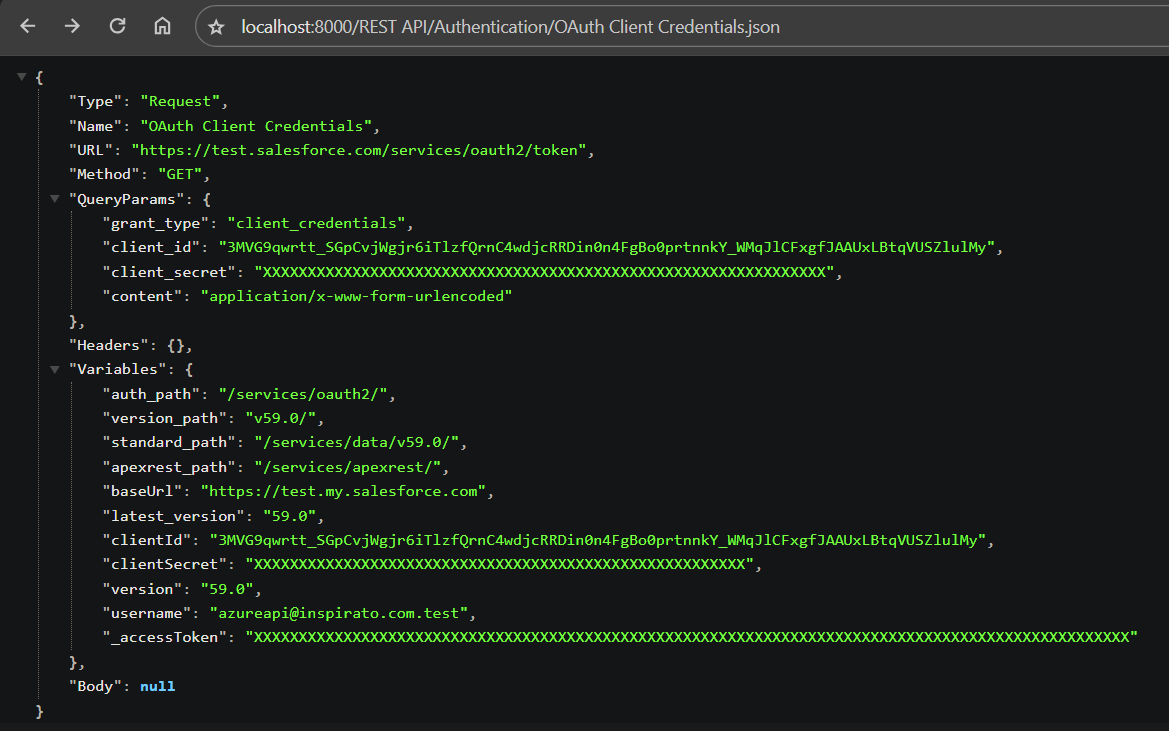 localhost:8000/REST API/Authentication/OAuth Client Credentials.json
{
"Type": "Request",
"Name": "OAuth Client Credentials",
"URL": "https://test.salesforce.com/services/oauth2/token",
"Method": "GET",
"QueryParams": {
"grant_type": "client_credentials",
"client_id": "3MVG9qwrtt_SGpCvjWgjr6iTlzfQrnC4wdjcRRDin0n4FgBo0prtnnkY_WMqJlCFxgfJAAUxLBtqVUSZlulMy",
"client_secret": "XXXXXXXXXXXXXXXXXXXXXXXXXXXXXXXXXXXXXXXXXXXXXXXXXXXXXXXXXXXXXXX",
"content": "application/x-www-form-urlencoded"
},
"Headers": {},
"Variables": {
"auth_path": "/services/oauth2/",
"version_path": "v59.0/",
"standard_path": "/services/data/v59.0/",
"apexrest_path": "/services/apexrest/",
"baseUrl": "https://test.my.salesforce.com",
"latest_version": "59.0",
"clientId": "3MVG9qwrtt_SGpCvjWgjr6iTlzfQrnC4wdjcRRDin0n4FgBo0prtnnkY_WMqJlCFxgfJAAUxLBtqVUSZlulMy",
"clientSecret": "XXXXXXXXXXXXXXXXXXXXXXXXXXXXXXXXXXXXXXXXXXXXXXXXXXXXXXX",
"version": "59.0",
"username": "azureapi@inspirato.com.test",
"_accessToken": "XXXXXXXXXXXXXXXXXXXXXXXXXXXXXXXXXXXXXXXXXXXXXXXXXXXXXXXXXXXXXXXXXXXXXXXXXXXXXXXXXXXXXXXXXXXXXXXXXX"
},
"Body": null
}